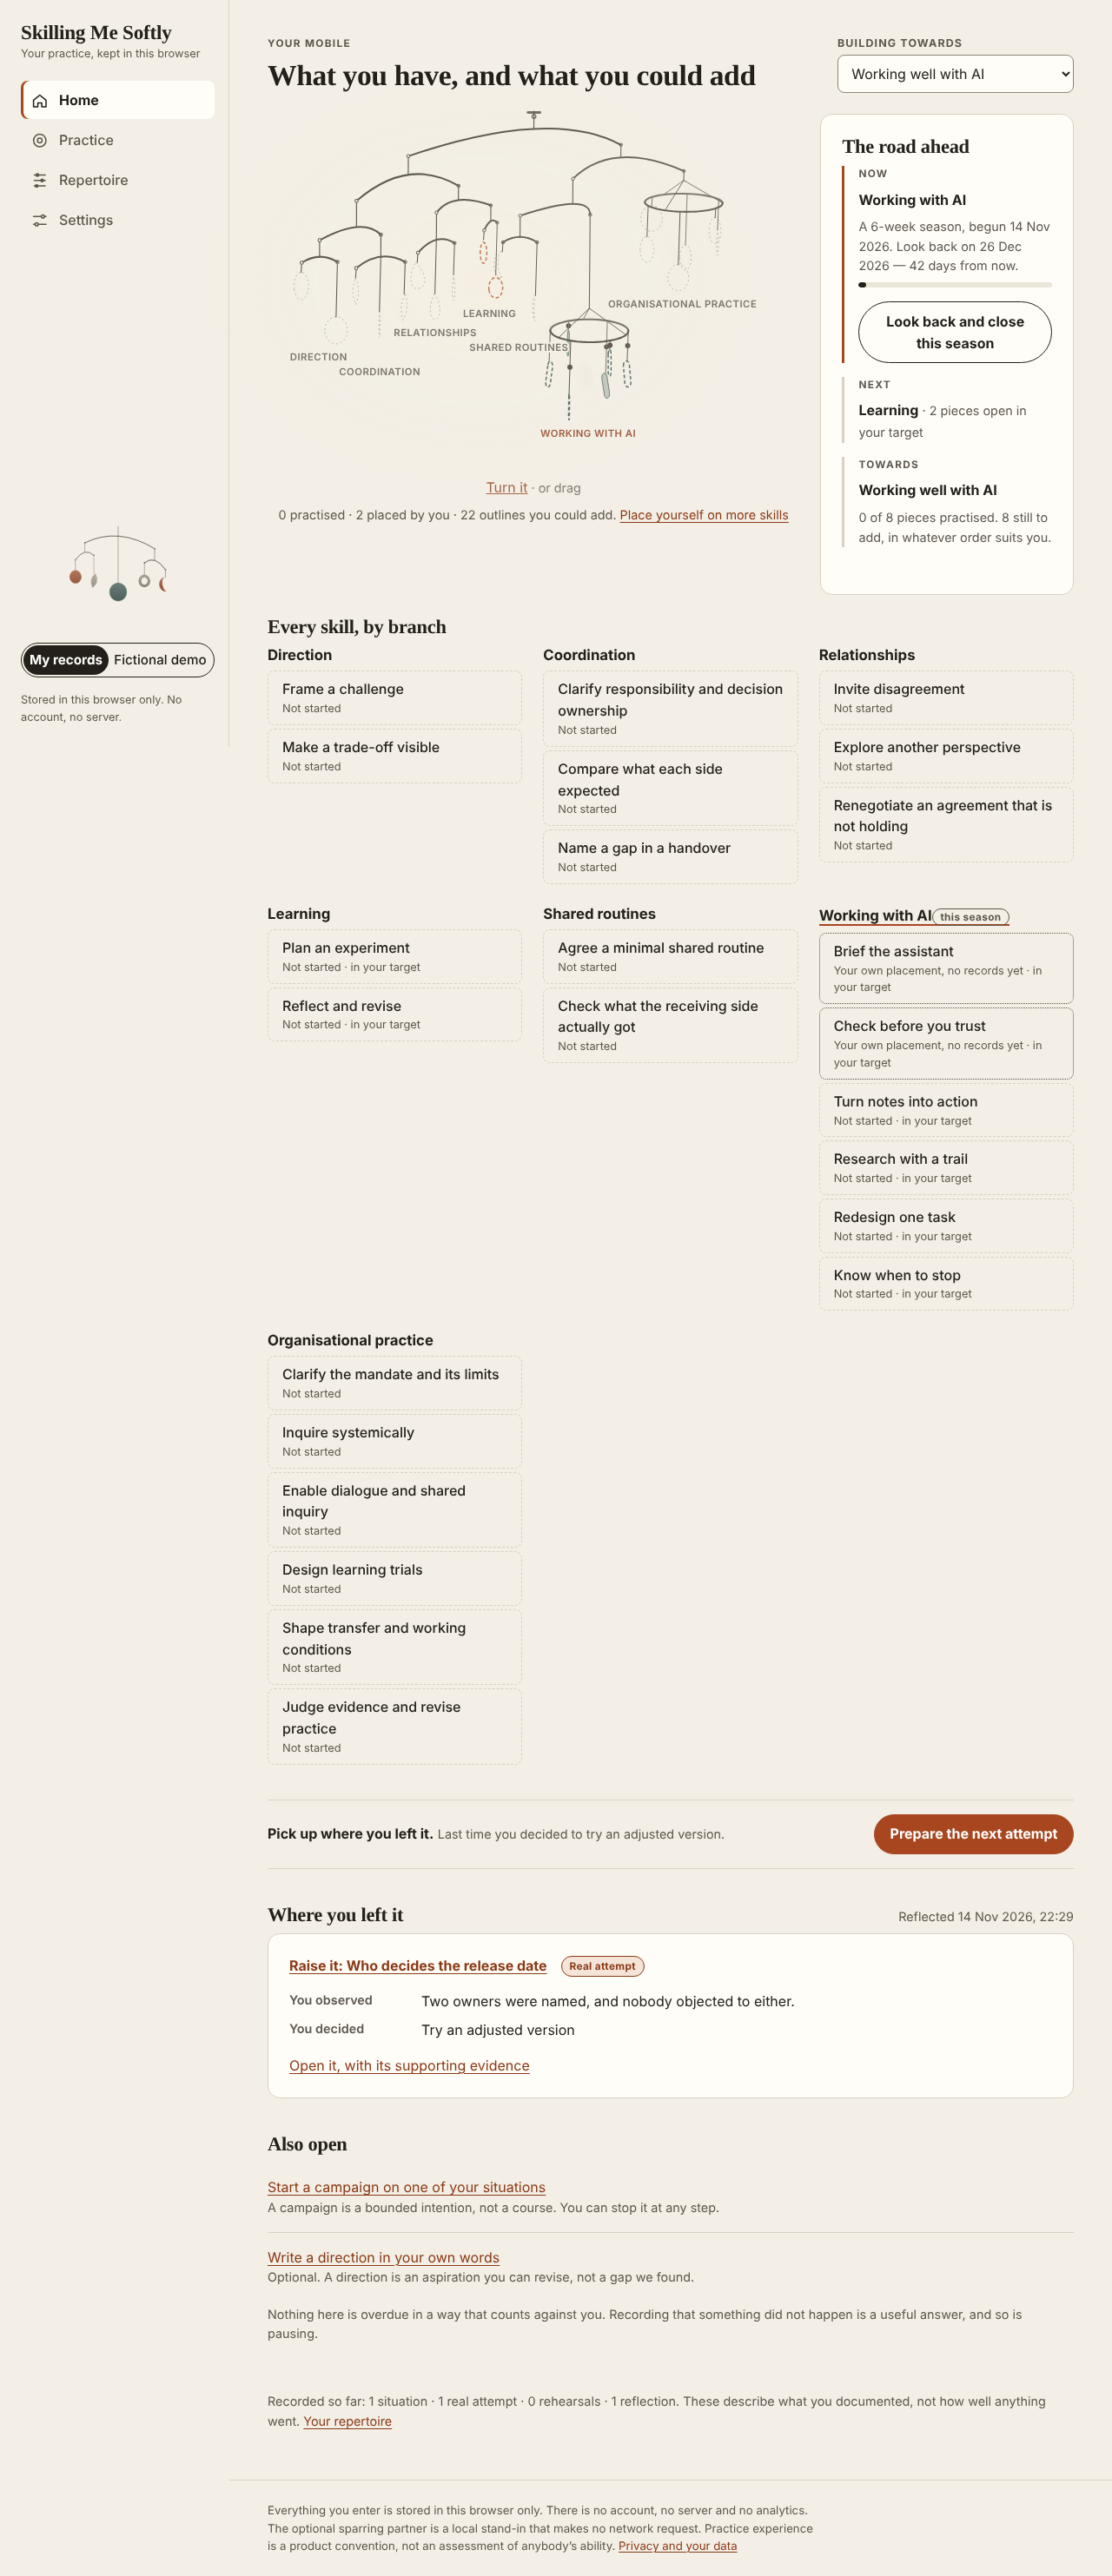 Skilling Me Softly
Your practice, kept in this browser
Home
Practice
Repertoire
Settings
My records
Fictional demo
Stored in this browser only. No
account, no server.
YOUR MOBILE
What you have, and what you could add
BUILDING TOWARDS
Working well with AI
LEARNING
ORGANISATIONAL PRACTICE
RELATIONSHIPS
SHARED ROUTINES
DIRECTION
COORDINATION
WORKING WITH AI
Turn it · or drag
0 practised · 2 placed by you · 22 outlines you could add. Place yourself on more skills
The road ahead
NOW
Working with AI
A 6-week season, begun 14 Nov
2026. Look back on 26 Dec
2026 — 42 days from now.
Look back and close
this season
NEXT
Learning · 2 pieces open in
your target
TOWARDS
Working well with AI
0 of 8 pieces practised. 8 still to
add, in whatever order suits you.
Every skill, by branch
Direction
Frame a challenge
Not started
Make a trade-off visible
Not started
Coordination
Clarify responsibility and decision
ownership
Not started
Compare what each side
expected
Not started
Name a gap in a handover
Not started
Relationships
Invite disagreement
Not started
Explore another perspective
Not started
Renegotiate an agreement that is
not holding
Not started
Learning
Plan an experiment
Not started · in your target
Reflect and revise
Not started · in your target
Shared routines
Agree a minimal shared routine
Not started
Check what the receiving side
actually got
Not started
Working with AI this season
Brief the assistant
Your own placement, no records yet · in
your target
Check before you trust
Your own placement, no records yet · in
your target
Turn notes into action
Not started · in your target
Research with a trail
Not started · in your target
Redesign one task
Not started · in your target
Know when to stop
Not started · in your target
Organisational practice
Clarify the mandate and its limits
Not started
Inquire systemically
Not started
Enable dialogue and shared
inquiry
Not started
Design learning trials
Not started
Shape transfer and working
conditions
Not started
Judge evidence and revise
practice
Not started
Pick up where you left it. Last time you decided to try an adjusted version.
Prepare the next attempt
Where you left it
Reflected 14 Nov 2026, 22:29
Raise it: Who decides the release date
Real attempt
You observed
Two owners were named, and nobody objected to either.
You decided
Try an adjusted version
Open it, with its supporting evidence
Also open
Start a campaign on one of your situations
A campaign is a bounded intention, not a course. You can stop it at any step.
Write a direction in your own words
Optional. A direction is an aspiration you can revise, not a gap we found.
Nothing here is overdue in a way that counts against you. Recording that something did not happen is a useful answer, and so is
pausing.
Recorded so far: 1 situation · 1 real attempt · 0 rehearsals · 1 reflection. These describe what you documented, not how well anything
went. Your repertoire
Everything you enter is stored in this browser only. There is no account, no server and no analytics.
The optional sparring partner is a local stand-in that makes no network request. Practice experience
is a product convention, not an assessment of anybody’s ability. Privacy and your data